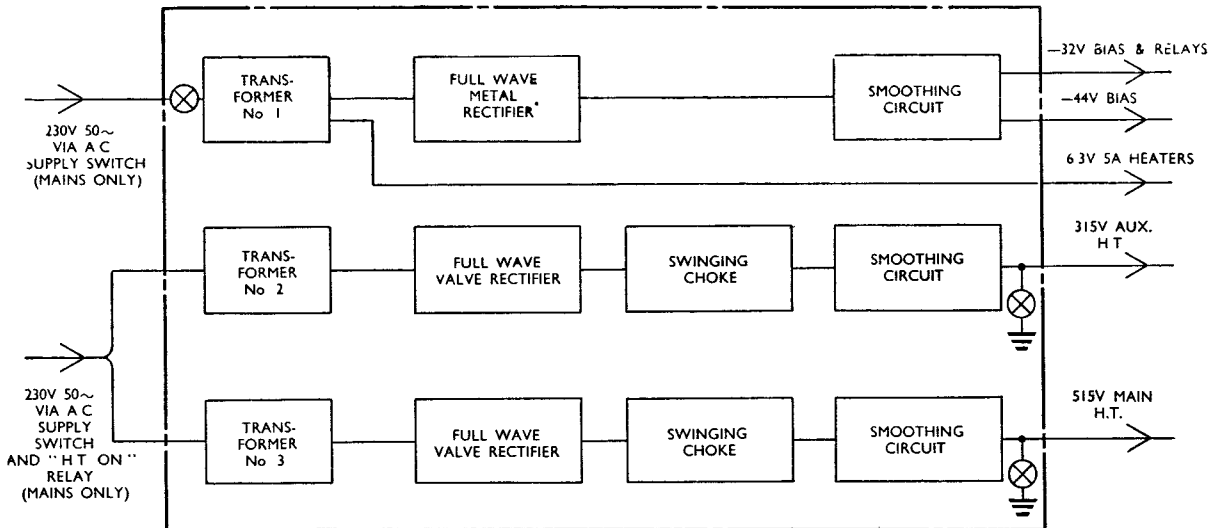 TRANS-
FORMER
No 1
FULL WAVE
METAL
RECTIFIER
SMOOTHING
CIRCUIT
—32V BIAS & RELAYS
—44V BIAS
6 3V 5A HEATERS
230V 50~
VIA A C
SUPPLY SWITCH
(MAINS ONLY)
TRANS-
FORMER
No 2
FULL WAVE
VALVE RECTIFIER
SWINGING
CHOKE
SMOOTHING
CIRCUIT
315V AUX.
H T
230V 50~
VIA A C
SUPPLY
SWITCH
AND "H T ON"
RELAY
(MAINS ONLY)
TRANS-
FORMER
No 3
FULL WAVE
VALVE RECTIFIER
SWINGING
CHOKE
SMOOTHING
CIRCUIT
515V MAIN
H.T.